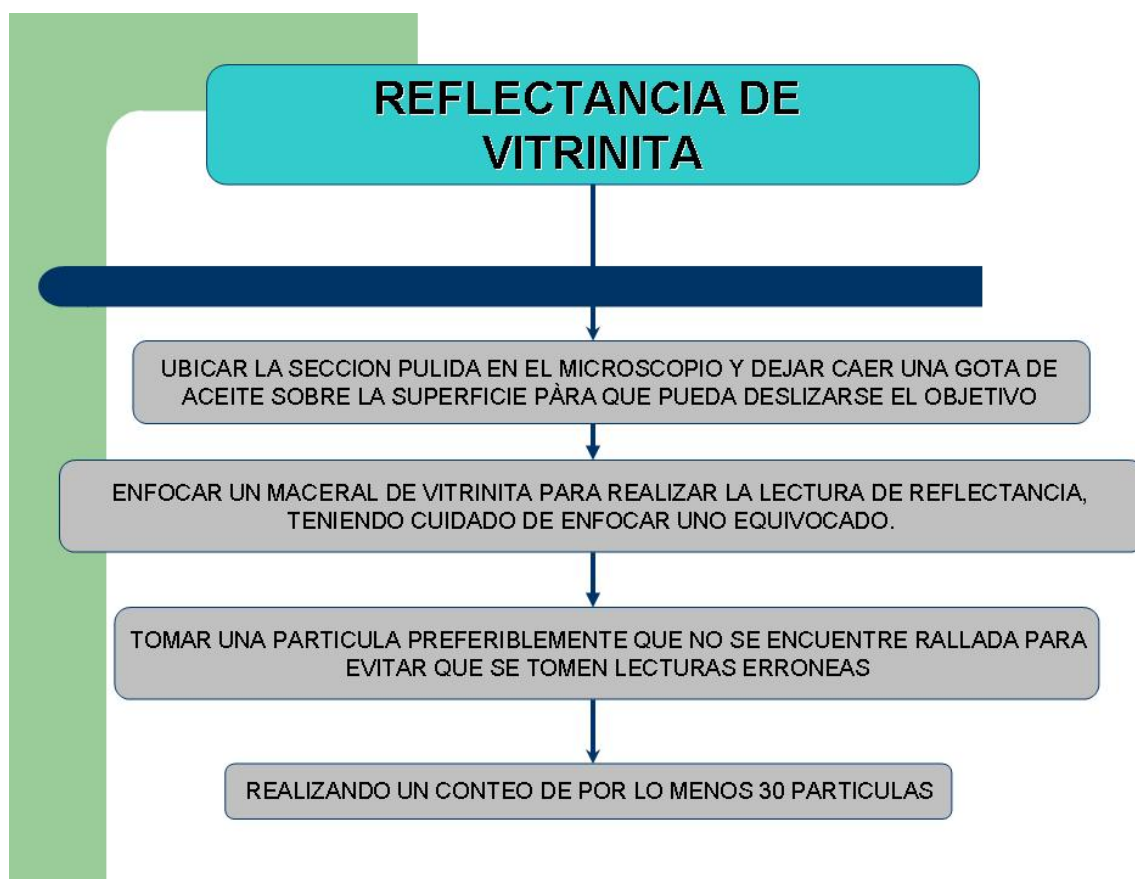 REFLECTANCIA DE
VITRINITA
UBICAR LA SECCION PULIDA EN EL MICROSCOPIO Y DEJAR CAER UNA GOTA DE
ACEITE SOBRE LA SUPERFICIE PÀRA QUE PUEDA DESLIZARSE EL OBJETIVO
ENFOCAR UN MACERAL DE VITRINITA PARA REALIZAR LA LECTURA DE REFLECTANCIA,
TENIENDO CUIDADO DE ENFOCAR UNO EQUIVOCADO.
TOMAR UNA PARTICULA PREFERIBLEMENTE QUE NO SE ENCUENTRE RALLADA PARA
EVITAR QUE SE TOMEN LECTURAS ERRONEAS
REALIZANDO UN CONTEO DE POR LO MENOS 30 PARTICULAS